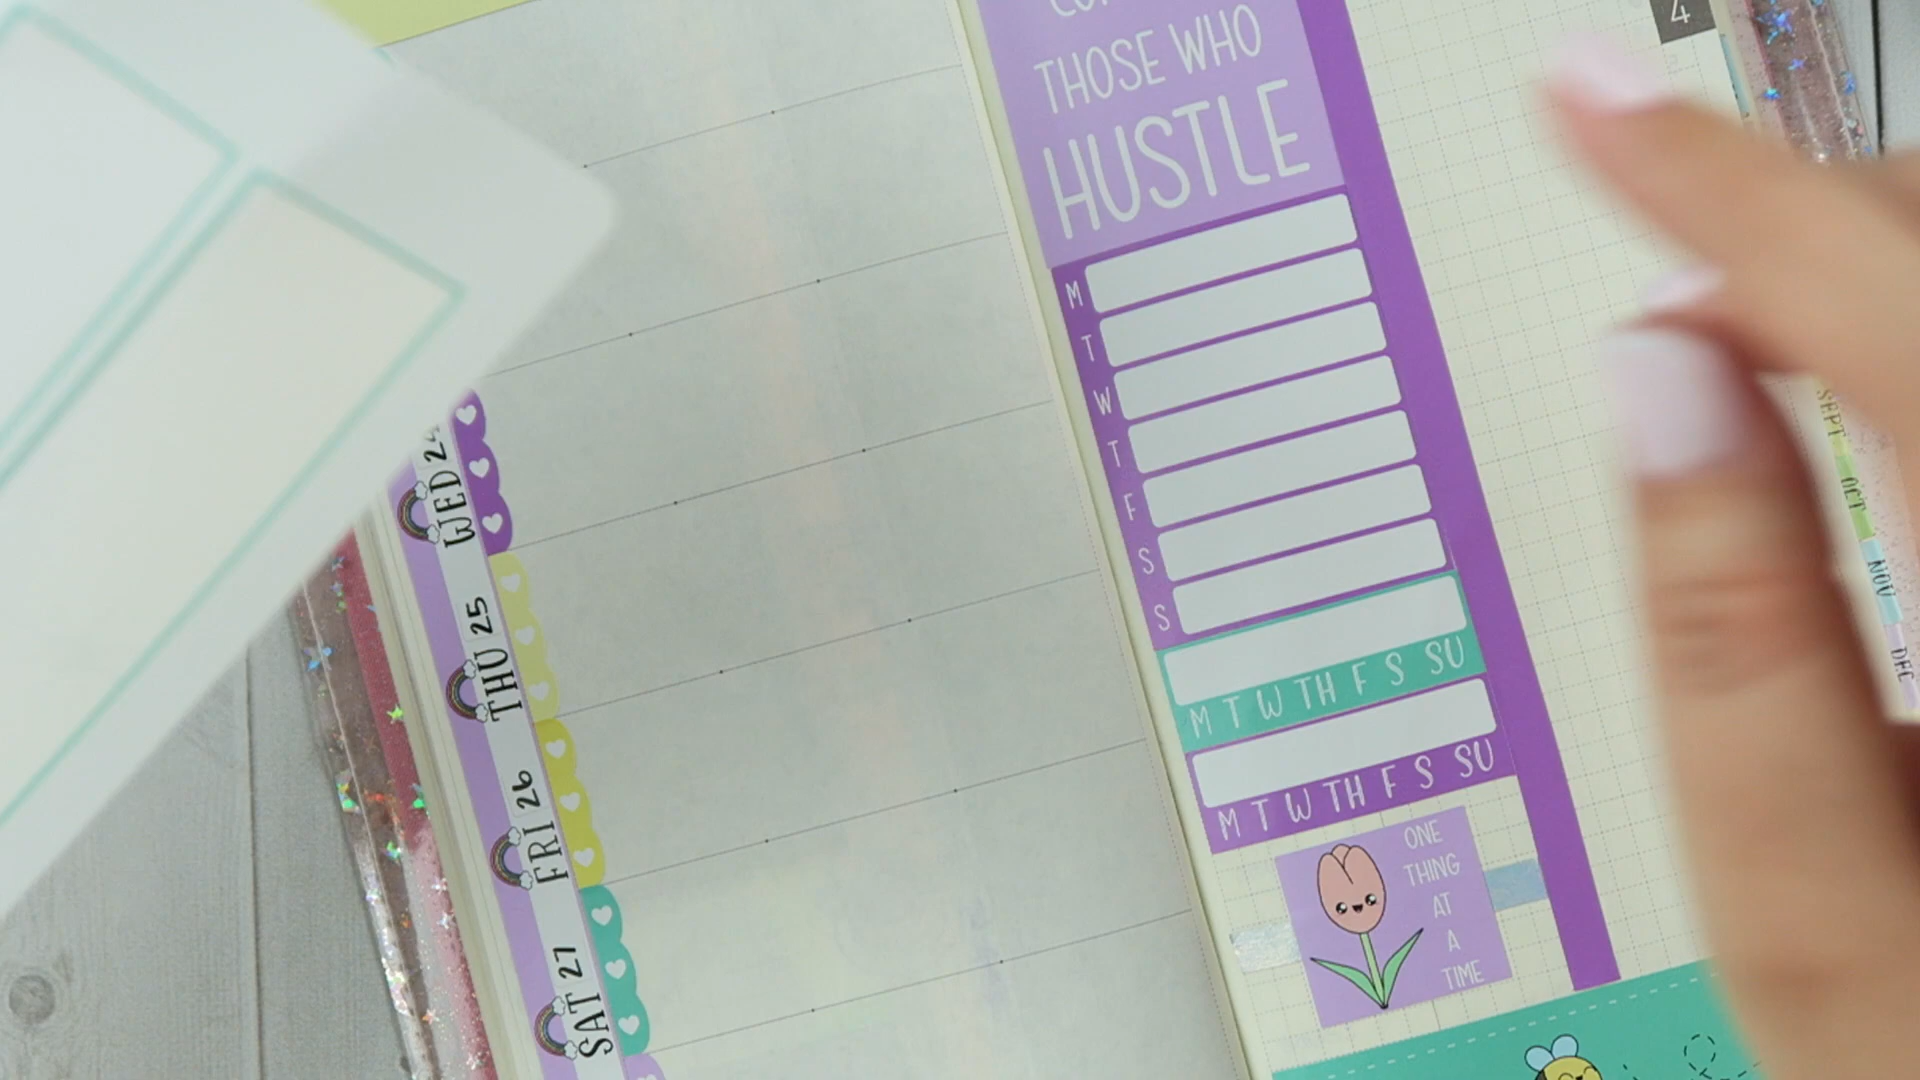 THOSE WHO
HUSTLE
M
T
W
T
F
S
S
M T W TH F S SU
M T W TH F S SU
ONE
THING
AT
A
TIME
WED
THU 25
FRI 26
SAT 27
4
SEPT
OCT
NOV
DEC